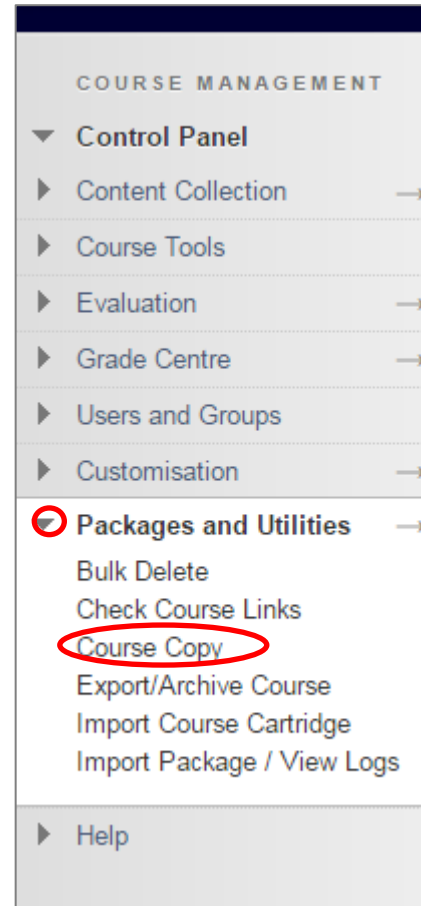 COURSE MANAGEMENT
Control Panel
Content Collection
Course Tools
Evaluation
Grade Centre
Users and Groups
Customisation
Packages and Utilities
Bulk Delete
Check Course Links
Course Copy
Export/Archive Course
Import Course Cartridge
Import Package / View Logs
Help